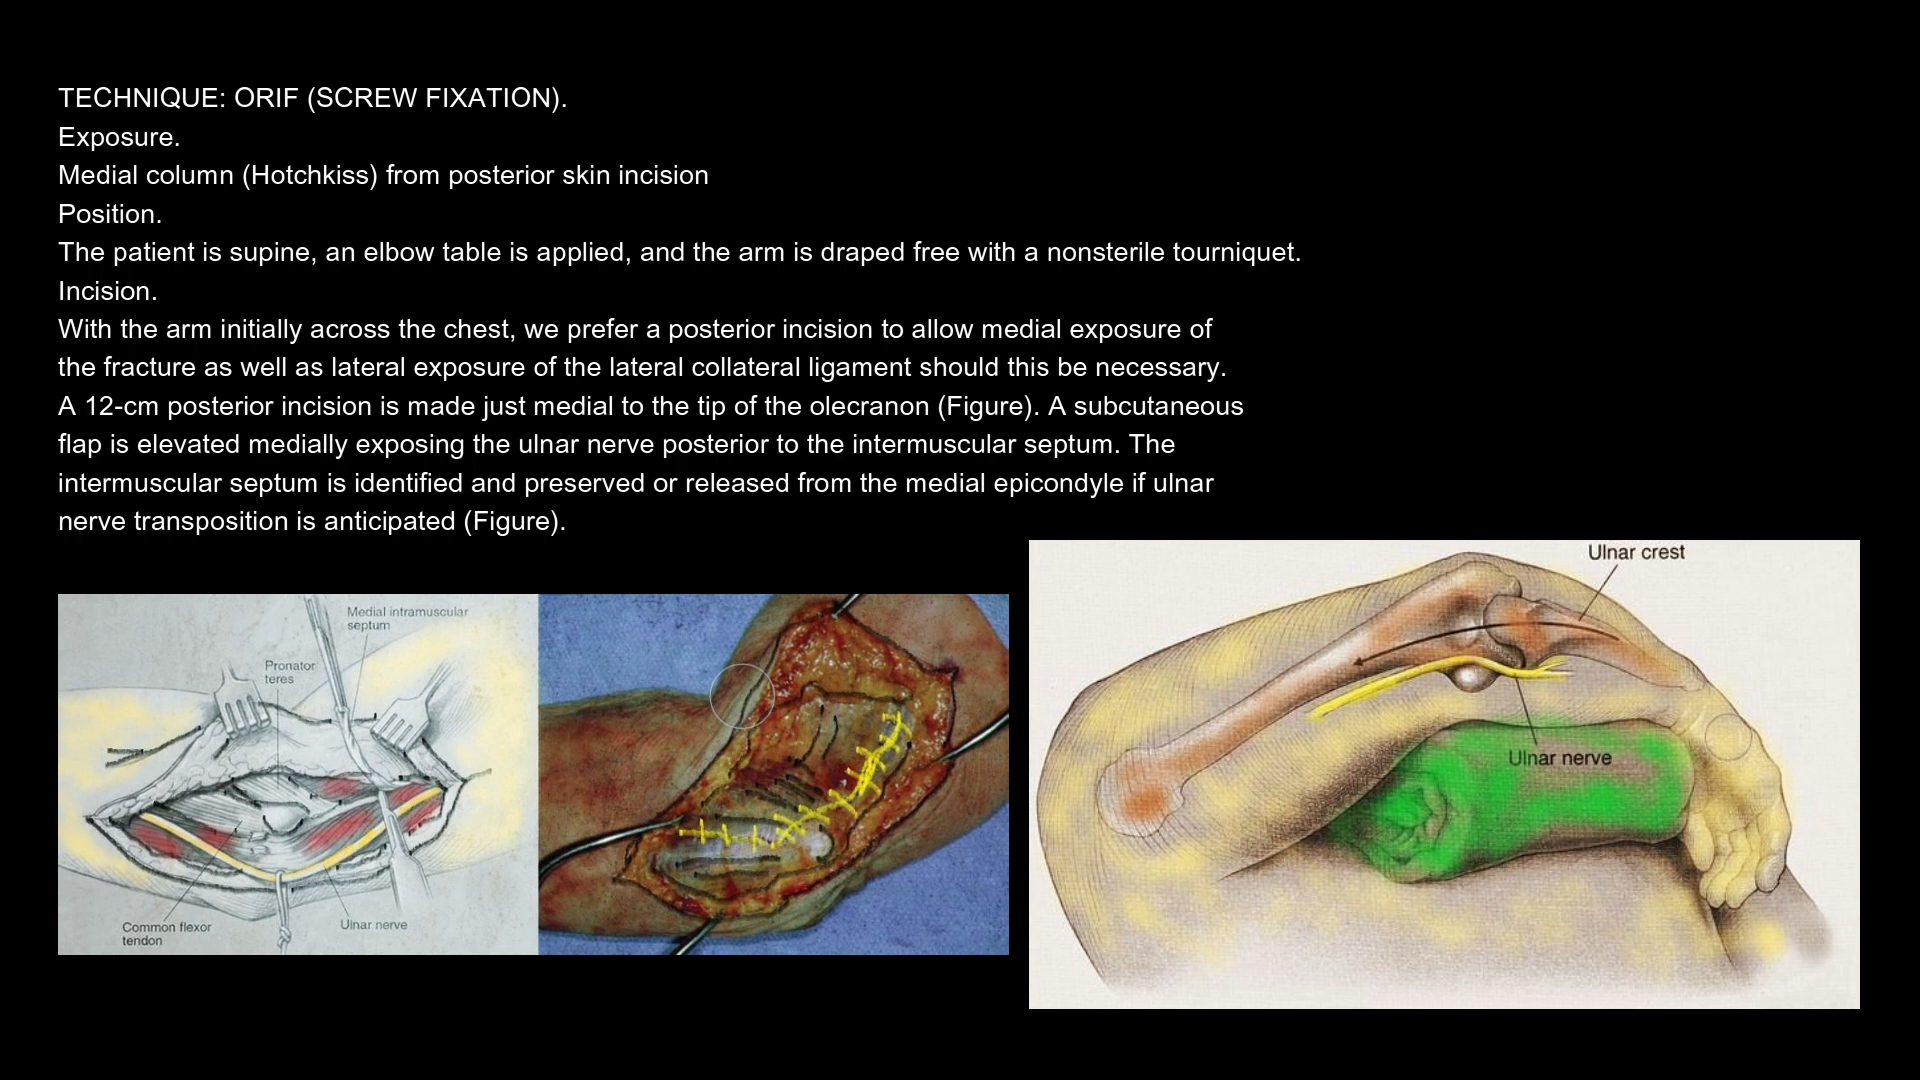 TECHNIQUE: ORIF (SCREW FIXATION).
Exposure.
Medial column (Hotchkiss) from posterior skin incision
Position.
The patient is supine, an elbow table is applied, and the arm is draped free with a nonsterile tourniquet.
Incision.
With the arm initially across the chest, we prefer a posterior incision to allow medial exposure of
the fracture as well as lateral exposure of the lateral collateral ligament should this be necessary.
A 12-cm posterior incision is made just medial to the tip of the olecranon (Figure). A subcutaneous
flap is elevated medially exposing the ulnar nerve posterior to the intermuscular septum. The
intermuscular septum is identified and preserved or released from the medial epicondyle if ulnar
nerve transposition is anticipated (Figure).
Medial intramuscular
septum
Pronator
teres
Common flexor
tendon
Ulnar nerve
Ulnar crest
Ulnar nerve